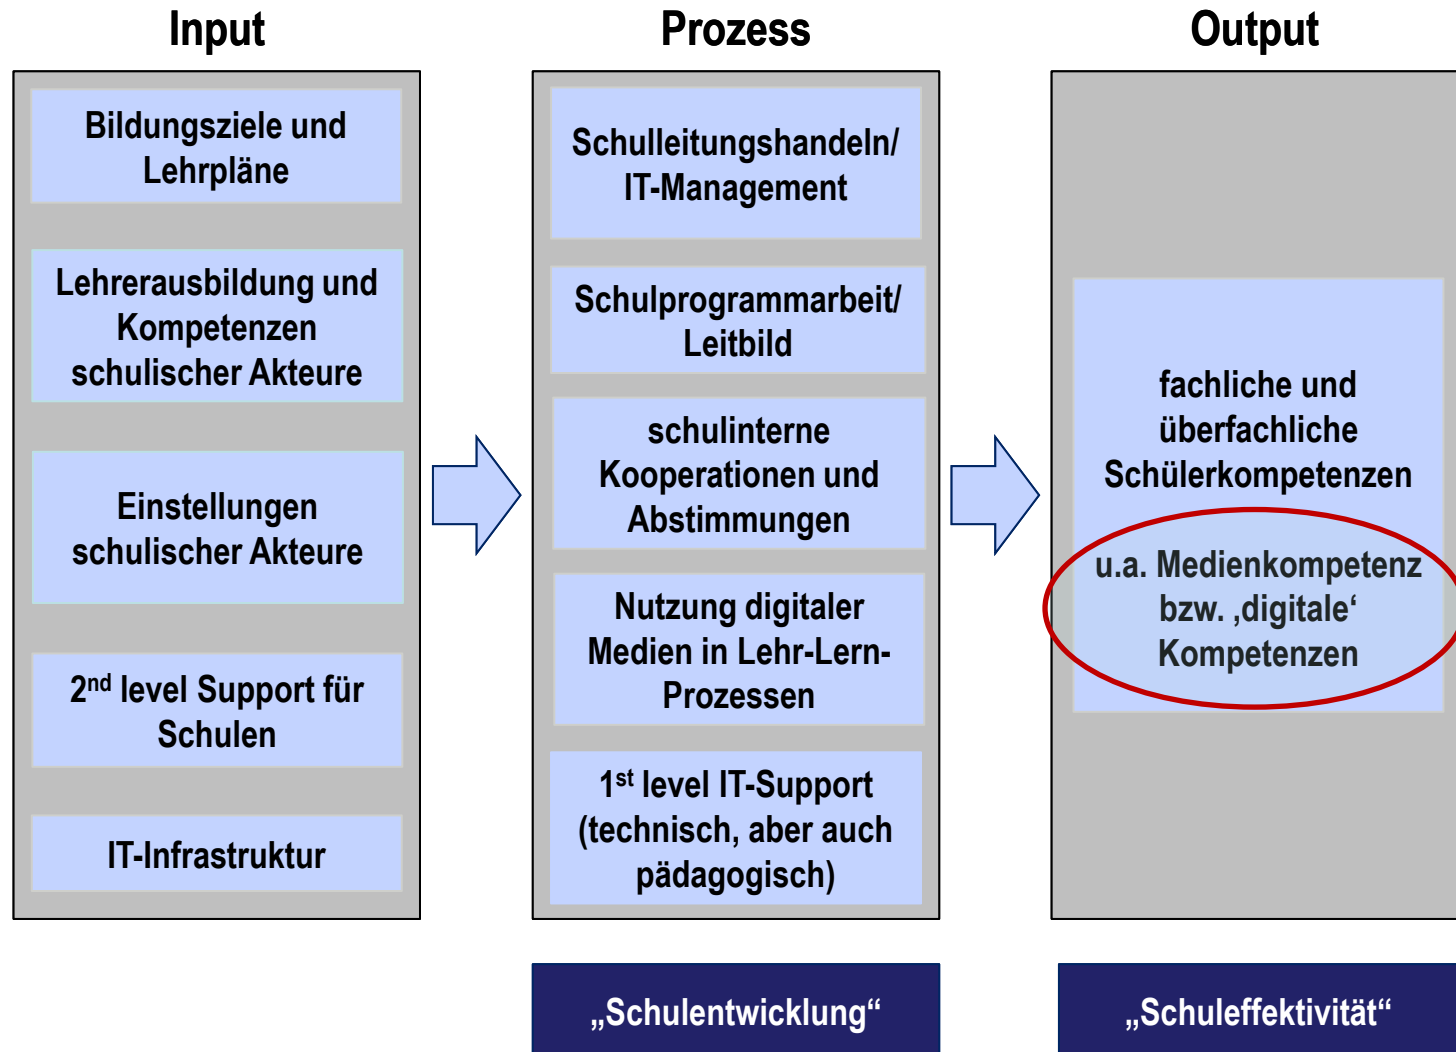 Input
Bildungsziele und
Lehrpläne
Lehrerausbildung und
Kompetenzen
schulischer Akteure
Einstellungen
schulischer Akteure
2nd level Support für
Schulen
IT-Infrastruktur
Prozess
Schulleitungshandeln/
IT-Management
Schulprogrammarbeit/
Leitbild
schulinterne
Kooperationen und
Abstimmungen
Nutzung digitaler
Medien in Lehr-Lern-
Prozessen
1st level IT-Support
(technisch, aber auch
pädagogisch)
„Schulentwicklung“
Output
fachliche und
überfachliche
Schülerkompetenzen
u.a. Medienkompetenz
bzw. ‚digitale‘
Kompetenzen
„Schuleffektivität“